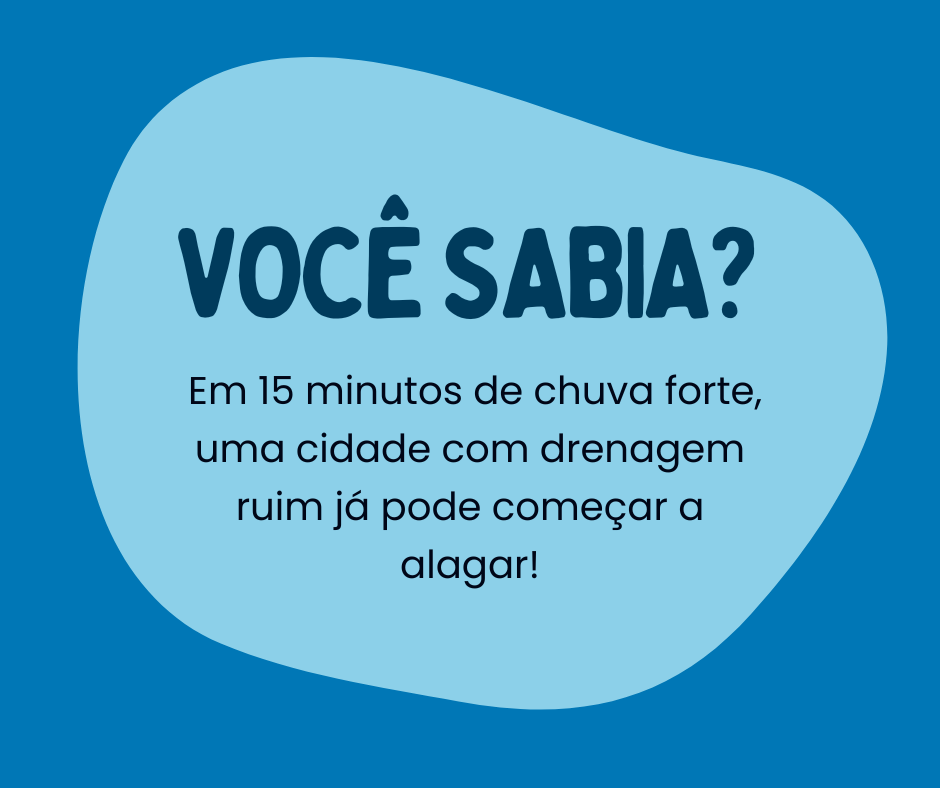 VOCÊ SABIA?
Em 15 minutos de chuva forte,
uma cidade com drenagem
ruim já pode começar a
alagar!